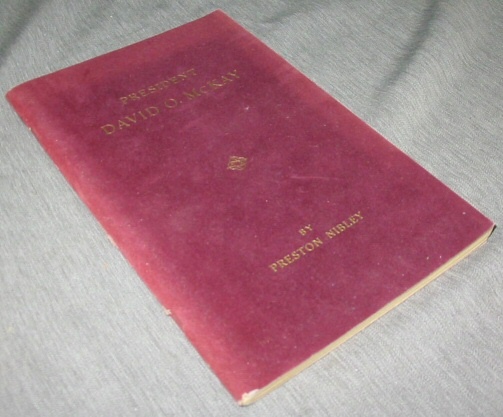 PRESIDENT
DAVID O. McKAY
BY
PRESTON NIBLEY